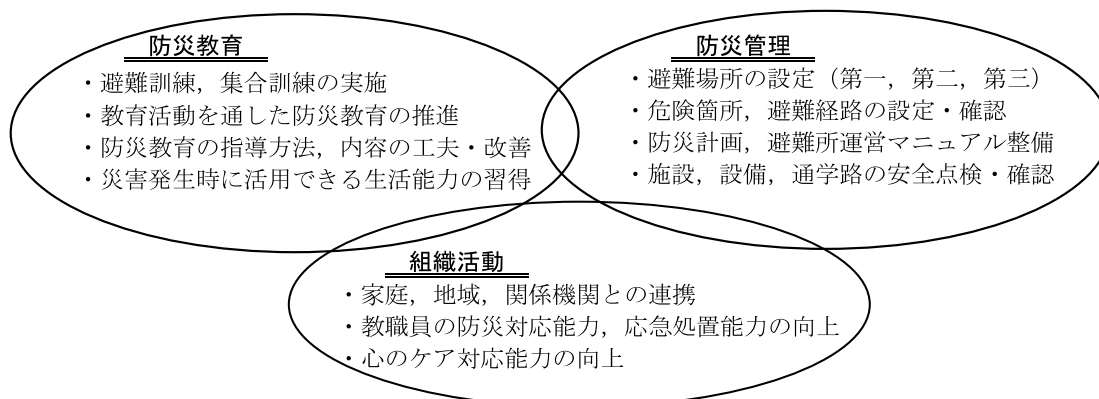 防災教育
・避難訓練，集合訓練の実施
・教育活動を通した防災教育の推進
・防災教育の指導方法，内容の工夫・改善
・災害発生時に活用できる生活能力の習得
防災管理
・避難場所の設定（第一，第二，第三）
・危険箇所，避難経路の設定・確認
・防災計画，避難所運営マニュアル整備
・施設，設備，通学路の安全点検・確認
組織活動
・家庭，地域，関係機関との連携
・教職員の防災対応能力，応急処置能力の向上
・心のケア対応能力の向上